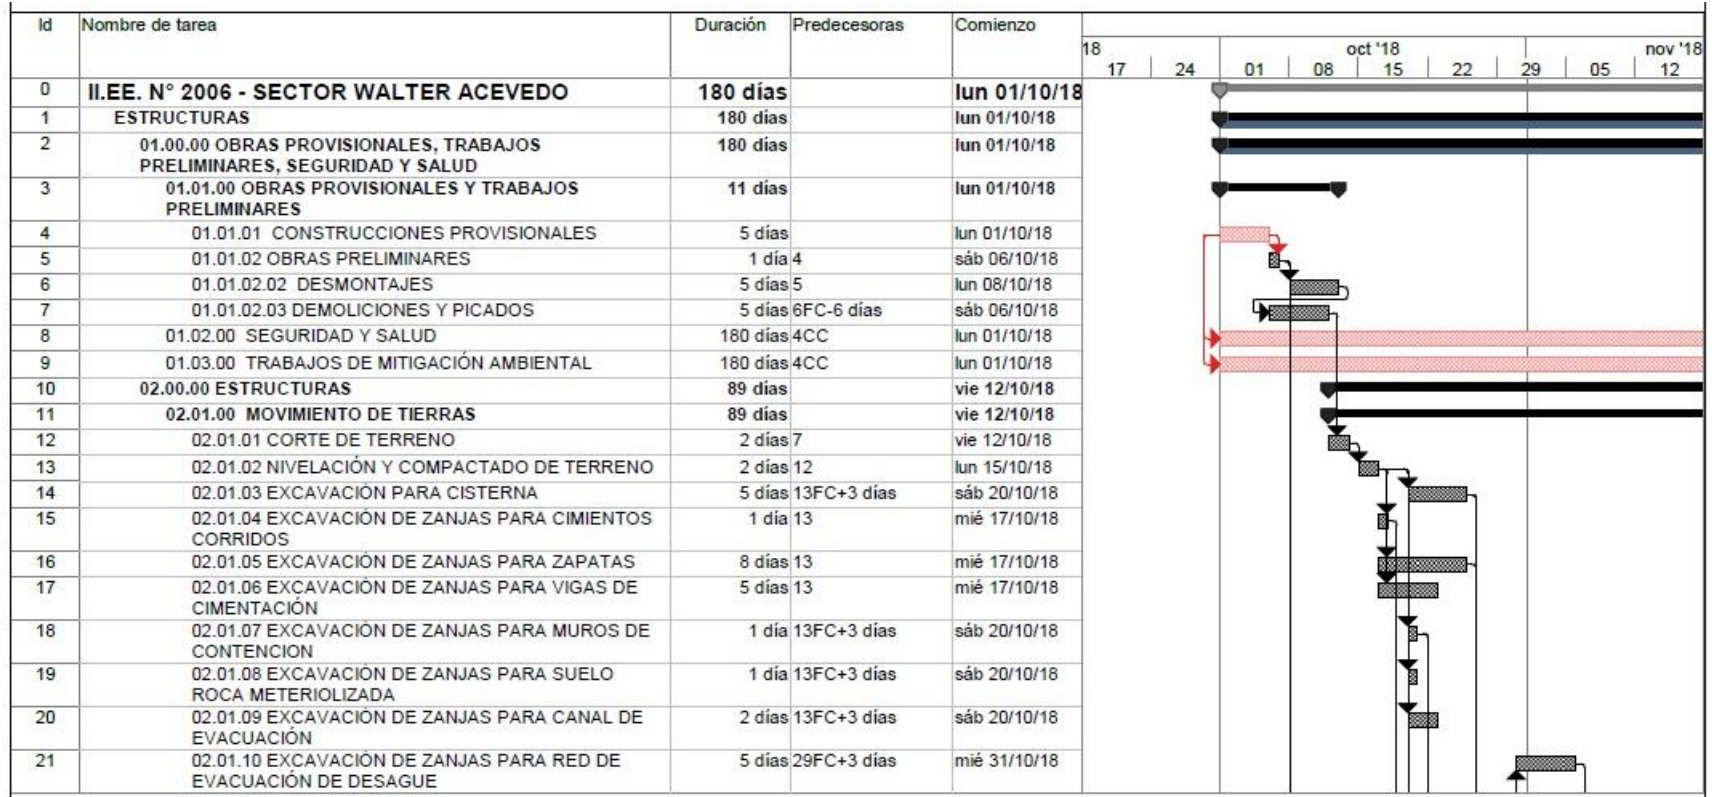 Id Nombre de tarea Duración Predecesoras Comienzo
18 oct '18 nov '18
17 24 01 08 15 22 29 05 12
0 II.EE. N° 2006 - SECTOR WALTER ACEVEDO 180 días lun 01/10/18
1 ESTRUCTURAS 180 días lun 01/10/18
2 01.00.00 OBRAS PROVISIONALES, TRABAJOS 180 días lun 01/10/18
PRELIMINARES, SEGURIDAD Y SALUD
3 01.01.00 OBRAS PROVISIONALES Y TRABAJOS 11 días lun 01/10/18
PRELIMINARES
4 01.01.01 CONSTRUCCIONES PROVISIONALES 5 días lun 01/10/18
5 01.01.02 OBRAS PRELIMINARES 1 día 4 sáb 06/10/18
6 01.01.02.02 DESMONTAJES 5 días 5 lun 08/10/18
7 01.01.02.03 DEMOLICIONES Y PICADOS 5 días 6FC-6 días sáb 06/10/18
8 01.02.00 SEGURIDAD Y SALUD 180 días 4CC lun 01/10/18
9 01.03.00 TRABAJOS DE MITIGACIÓN AMBIENTAL 180 días 4CC lun 01/10/18
10 02.00.00 ESTRUCTURAS 89 días vie 12/10/18
11 02.01.00 MOVIMIENTO DE TIERRAS 89 días vie 12/10/18
12 02.01.01 CORTE DE TERRENO 2 días 7 vie 12/10/18
13 02.01.02 NIVELACIÓN Y COMPACTADO DE TERRENO 2 días 12 lun 15/10/18
14 02.01.03 EXCAVACIÓN PARA CISTERNA 5 días 13FC+3 días sáb 20/10/18
15 02.01.04 EXCAVACIÓN DE ZANJAS PARA CIMIENTOS 1 día 13 mié 17/10/18
CORRIDOS
16 02.01.05 EXCAVACIÓN DE ZANJAS PARA ZAPATAS 8 días 13 mié 17/10/18
17 02.01.06 EXCAVACIÓN DE ZANJAS PARA VIGAS DE 5 días 13 mié 17/10/18
CIMENTACIÓN
18 02.01.07 EXCAVACIÓN DE ZANJAS PARA MUROS DE 1 día 13FC+3 días sáb 20/10/18
CONTENCION
19 02.01.08 EXCAVACIÓN DE ZANJAS PARA SUELO 1 día 13FC+3 días sáb 20/10/18
ROCA METERIOLIZADA
20 02.01.09 EXCAVACIÓN DE ZANJAS PARA CANAL DE 2 días 13FC+3 días sáb 20/10/18
EVACUACIÓN
21 02.01.10 EXCAVACIÓN DE ZANJAS PARA RED DE 5 días 29FC+3 días mié 31/10/18
EVACUACIÓN DE DESAGUE